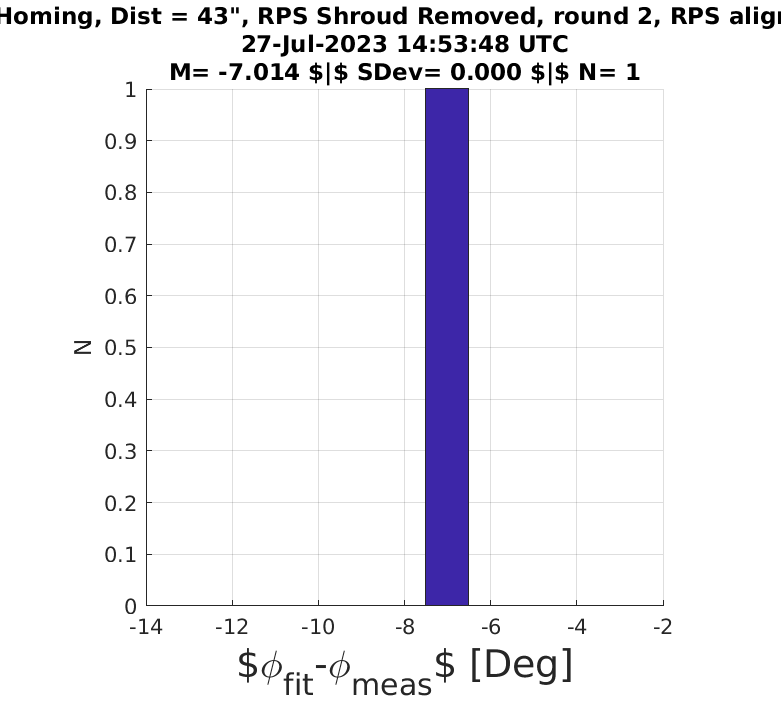 Homing, Dist = 43", RPS Shroud Removed, round 2, RPS
27-Jul-2023 14:53:48 UTC
M= -7.014 $|$ SDev= 0.000 $|$ N= 1
1
0.9
0.8
0.7
0.6
0.5
0.4
0.3
0.2
0.1
0
N
-14 -12 -10 -8 -6 -4 -2
$ϕfit-ϕmeas$ [Deg]